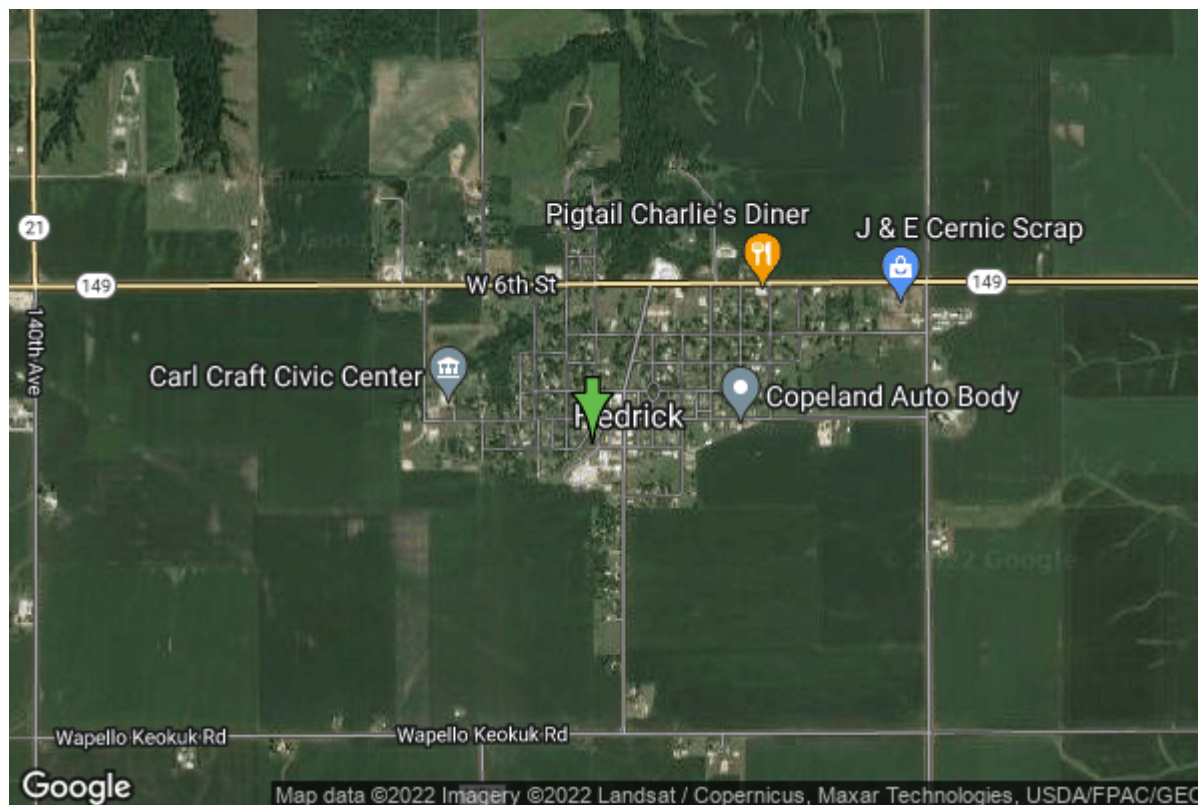 21
Pigtail Charlie's Diner
J & E Cernic Scrap
149
W 6th St
149
140th Ave
Carl Craft Civic Center
Hedrick
Copeland Auto Body
© 2022 Google
Wapello Keokuk Rd
Wapello Keokuk Rd
Google
Map data ©2022 Imagery ©2022 Landsat / Copernicus, Maxar Technologies, USDA/FPAC/GEO